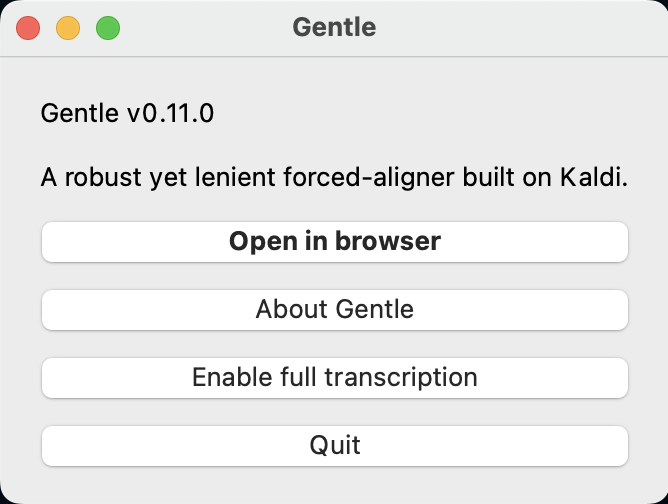 Gentle
Gentle v0.11.0
A robust yet lenient forced-aligner built on Kaldi.
Open in browser
About Gentle
Enable full transcription
Quit